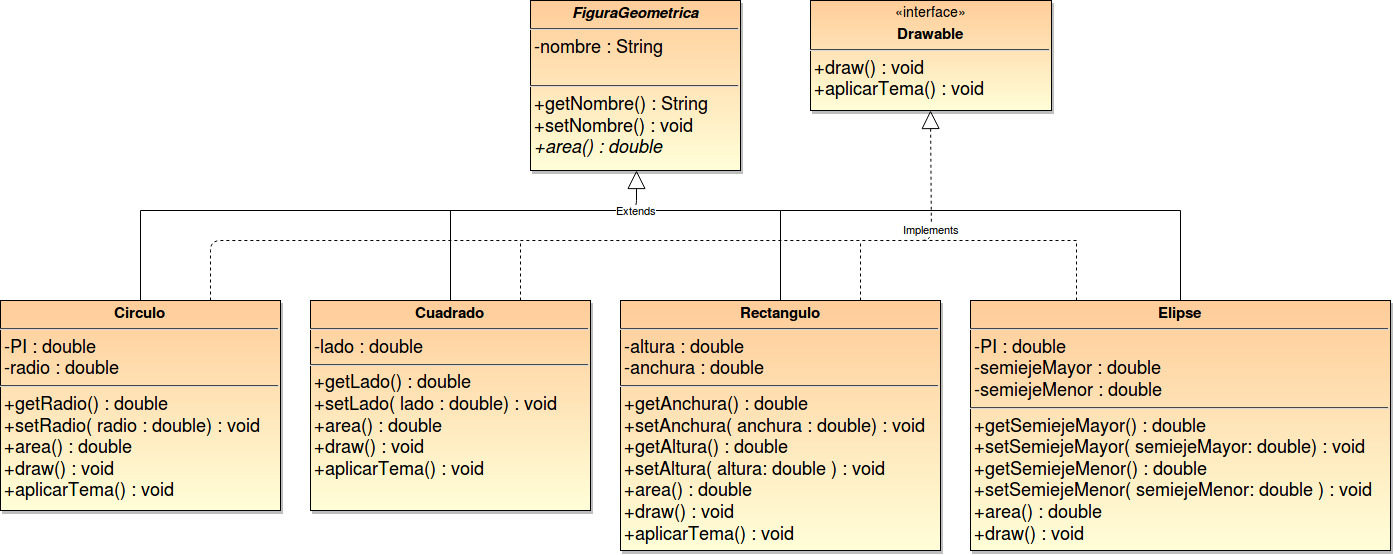 FiguraGeometrica
-nombre : String
+getNombre() : String
+setNombre() : void
+area() : double
«interface»
Drawable
+draw() : void
+aplicarTema() : void
Extends
Implements
Circulo
-PI : double
-radio : double
+getRadio() : double
+setRadio( radio : double) : void
+area() : double
+draw() : void
+aplicarTema() : void
Cuadrado
-lado : double
+getLado() : double
+setLado( lado : double) : void
+area() : double
+draw() : void
+aplicarTema() : void
Rectangulo
-altura : double
-anchura : double
+getAnchura() : double
+setAnchura( anchura : double) : void
+getAltura() : double
+setAltura( altura: double ) : void
+area() : double
+draw() : void
+aplicarTema() : void
Elipse
-PI : double
-semiejeMayor : double
-semiejeMenor : double
+getSemiejeMayor() : double
+setSemiejeMayor( semiejeMayor: double) : void
+getSemiejeMenor() : double
+setSemiejeMenor( semiejeMenor: double ) : void
+area() : double
+draw() : void